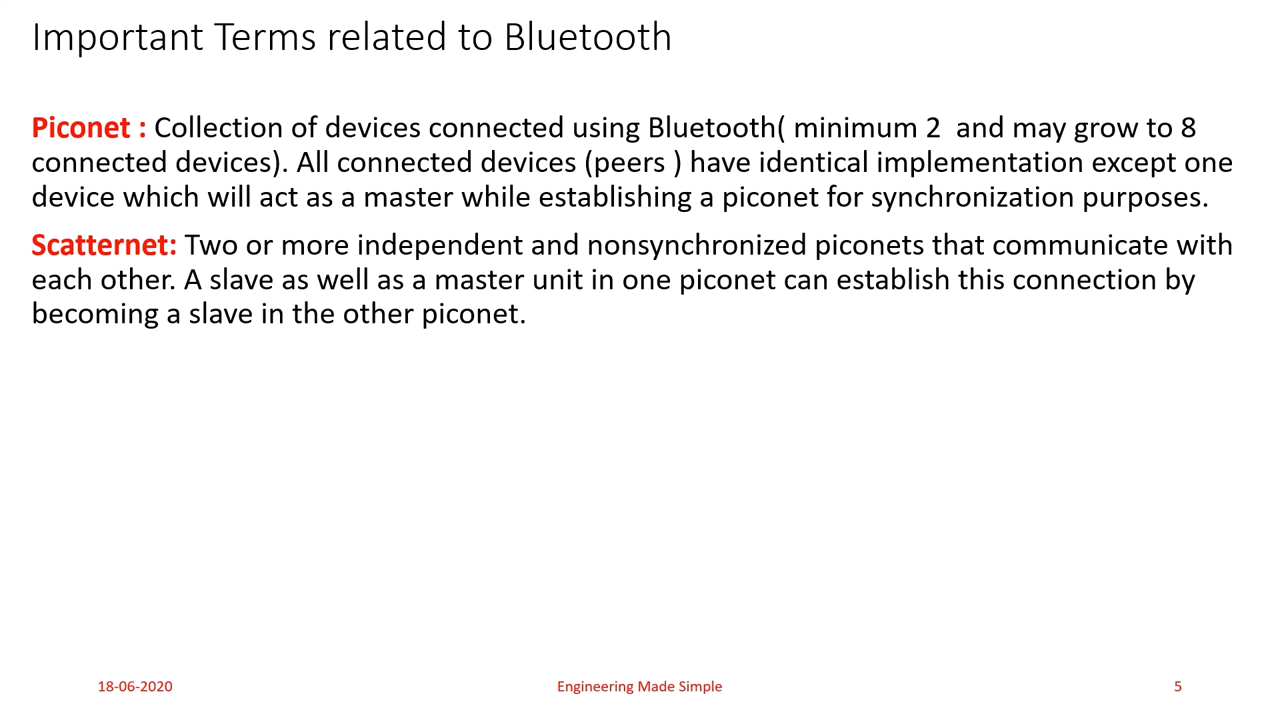 Important Terms related to Bluetooth
Piconet : Collection of devices connected using Bluetooth( minimum 2  and may grow to 8
connected devices). All connected devices (peers ) have identical implementation except one
device which will act as a master while establishing a piconet for synchronization purposes.
Scatternet: Two or more independent and nonsynchronized piconets that communicate with
each other. A slave as well as a master unit in one piconet can establish this connection by
becoming a slave in the other piconet.
18-06-2020
Engineering Made Simple
5